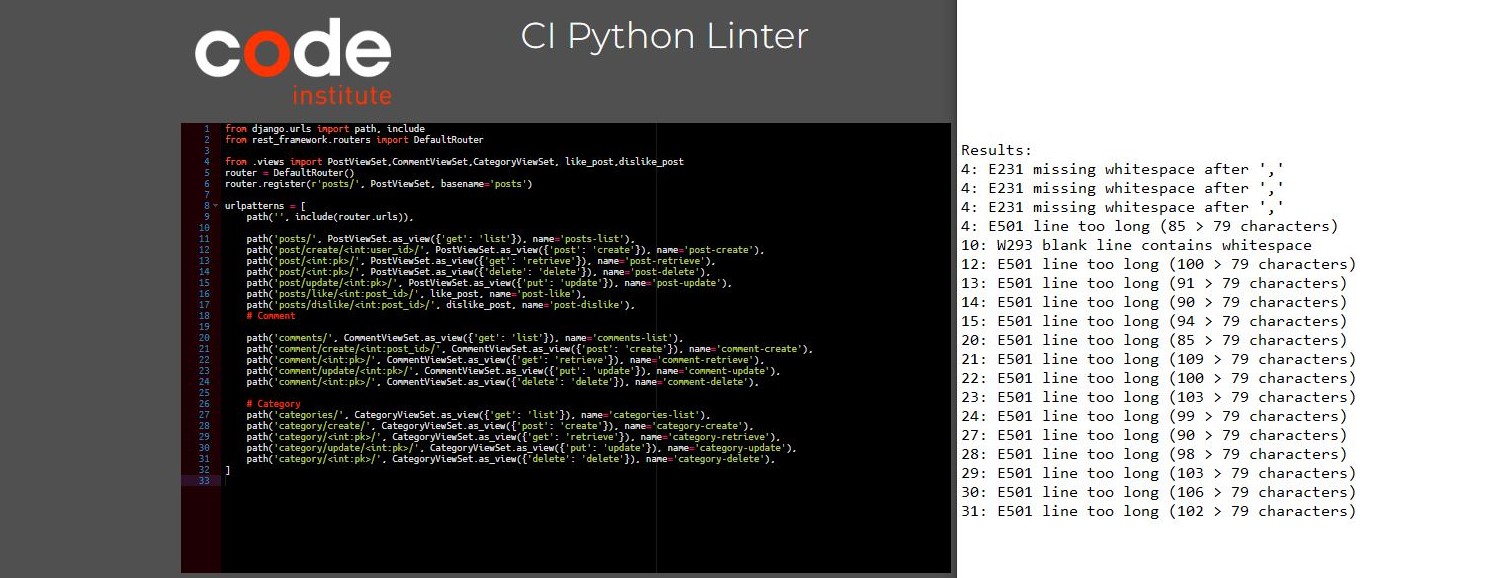 code
institute
CI Python Linter
1 from django.urls import path, include
2 from rest_framework.routers import DefaultRouter
3
4 from .views import PostViewSet,CommentViewSet,CategoryViewSet, like_post,dislike_post
5 router = DefaultRouter()
6 router.register(r'posts/', PostViewSet, basename='posts')
7
8 urlpatterns = [
9 path('', include(router.urls)),
10
11 path('posts/', PostViewSet.as_view({'get': 'list'}), name='posts-list'),
12 path('post/create/<int:user_id>/', PostViewSet.as_view({'post': 'create'}), name='post-create'),
13 path('post/<int:pk>/', PostViewSet.as_view({'get': 'retrieve'}), name='post-retrieve'),
14 path('post/<int:pk>/', PostViewSet.as_view({'delete': 'delete'}), name='post-delete'),
15 path('post/update/<int:pk>/', PostViewSet.as_view({'put': 'update'}), name='post-update'),
16 path('posts/like/<int:post_id>/', like_post, name='post-like'),
17 path('posts/dislike/<int:post_id>/', dislike_post, name='post-dislike'),
18 # Comment
19
20 path('comments/', CommentViewSet.as_view({'get': 'list'}), name='comments-list'),
21 path('comment/create/<int:post_id>/', CommentViewSet.as_view({'post': 'create'}), name='comment-create'),
22 path('comment/<int:pk>/', CommentViewSet.as_view({'get': 'retrieve'}), name='comment-retrieve'),
23 path('comment/update/<int:pk>/', CommentViewSet.as_view({'put': 'update'}), name='comment-update'),
24 path('comment/<int:pk>/', CommentViewSet.as_view({'delete': 'delete'}), name='comment-delete'),
25
26 # Category
27 path('categories/', CategoryViewSet.as_view({'get': 'list'}), name='categories-list'),
28 path('category/create/', CategoryViewSet.as_view({'post': 'create'}), name='category-create'),
29 path('category/<int:pk>/', CategoryViewSet.as_view({'get': 'retrieve'}), name='category-retrieve'),
30 path('category/update/<int:pk>/', CategoryViewSet.as_view({'put': 'update'}), name='category-update'),
31 path('category/<int:pk>/', CategoryViewSet.as_view({'delete': 'delete'}), name='category-delete'),
32 ]
33
Results:
4: E231 missing whitespace after ','
4: E231 missing whitespace after ','
4: E231 missing whitespace after ','
4: E501 line too long (85 > 79 characters)
10: W293 blank line contains whitespace
12: E501 line too long (100 > 79 characters)
13: E501 line too long (91 > 79 characters)
14: E501 line too long (90 > 79 characters)
15: E501 line too long (94 > 79 characters)
20: E501 line too long (85 > 79 characters)
21: E501 line too long (109 > 79 characters)
22: E501 line too long (100 > 79 characters)
23: E501 line too long (103 > 79 characters)
24: E501 line too long (99 > 79 characters)
27: E501 line too long (90 > 79 characters)
28: E501 line too long (98 > 79 characters)
29: E501 line too long (103 > 79 characters)
30: E501 line too long (106 > 79 characters)
31: E501 line too long (102 > 79 characters)